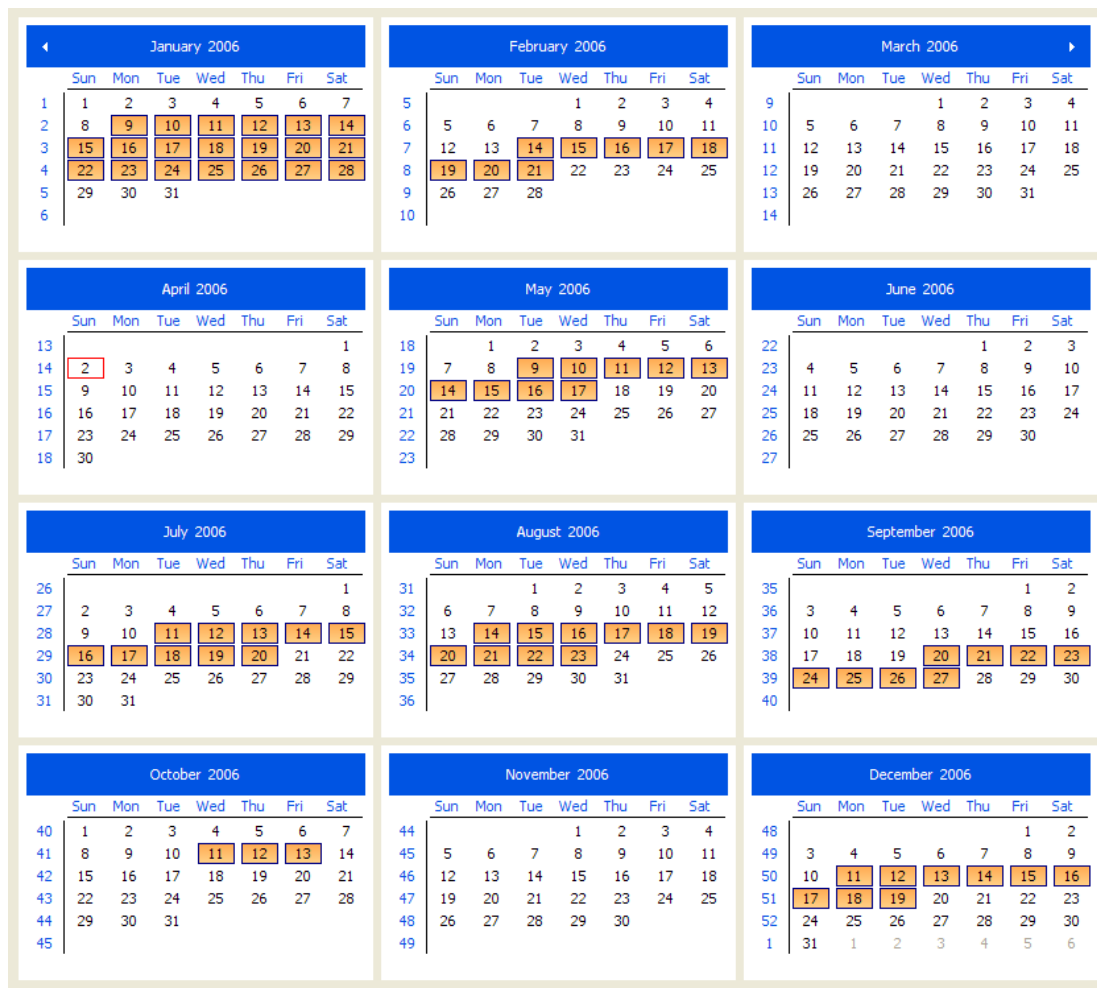 January 2006
Sun Mon Tue Wed Thu Fri Sat
1 1 2 3 4 5 6 7
2 8 9 10 11 12 13 14
3 15 16 17 18 19 20 21
4 22 23 24 25 26 27 28
5 29 30 31
6
February 2006
Sun Mon Tue Wed Thu Fri Sat
5 1 2 3 4
6 5 6 7 8 9 10 11
7 12 13 14 15 16 17 18
8 19 20 21 22 23 24 25
9 26 27 28
10
March 2006
Sun Mon Tue Wed Thu Fri Sat
9 1 2 3 4
10 5 6 7 8 9 10 11
11 12 13 14 15 16 17 18
12 19 20 21 22 23 24 25
13 26 27 28 29 30 31
14
April 2006
Sun Mon Tue Wed Thu Fri Sat
13 1
14 2 3 4 5 6 7 8
15 9 10 11 12 13 14 15
16 16 17 18 19 20 21 22
17 23 24 25 26 27 28 29
18 30
May 2006
Sun Mon Tue Wed Thu Fri Sat
18 1 2 3 4 5 6
19 7 8 9 10 11 12 13
20 14 15 16 17 18 19 20
21 21 22 23 24 25 26 27
22 28 29 30 31
23
June 2006
Sun Mon Tue Wed Thu Fri Sat
22 1 2 3
23 4 5 6 7 8 9 10
24 11 12 13 14 15 16 17
25 18 19 20 21 22 23 24
26 25 26 27 28 29 30
27
July 2006
Sun Mon Tue Wed Thu Fri Sat
26 1
27 2 3 4 5 6 7 8
28 9 10 11 12 13 14 15
29 16 17 18 19 20 21 22
30 23 24 25 26 27 28 29
31 30 31
August 2006
Sun Mon Tue Wed Thu Fri Sat
31 1 2 3 4 5
32 6 7 8 9 10 11 12
33 13 14 15 16 17 18 19
34 20 21 22 23 24 25 26
35 27 28 29 30 31
36
September 2006
Sun Mon Tue Wed Thu Fri Sat
35 1 2
36 3 4 5 6 7 8 9
37 10 11 12 13 14 15 16
38 17 18 19 20 21 22 23
39 24 25 26 27 28 29 30
40
October 2006
Sun Mon Tue Wed Thu Fri Sat
40 1 2 3 4 5 6 7
41 8 9 10 11 12 13 14
42 15 16 17 18 19 20 21
43 22 23 24 25 26 27 28
44 29 30 31
45
November 2006
Sun Mon Tue Wed Thu Fri Sat
44 1 2 3 4
45 5 6 7 8 9 10 11
46 12 13 14 15 16 17 18
47 19 20 21 22 23 24 25
48 26 27 28 29 30
49
December 2006
Sun Mon Tue Wed Thu Fri Sat
48 1 2
49 3 4 5 6 7 8 9
50 10 11 12 13 14 15 16
51 17 18 19 20 21 22 23
52 24 25 26 27 28 29 30
1 31 1 2 3 4 5 6